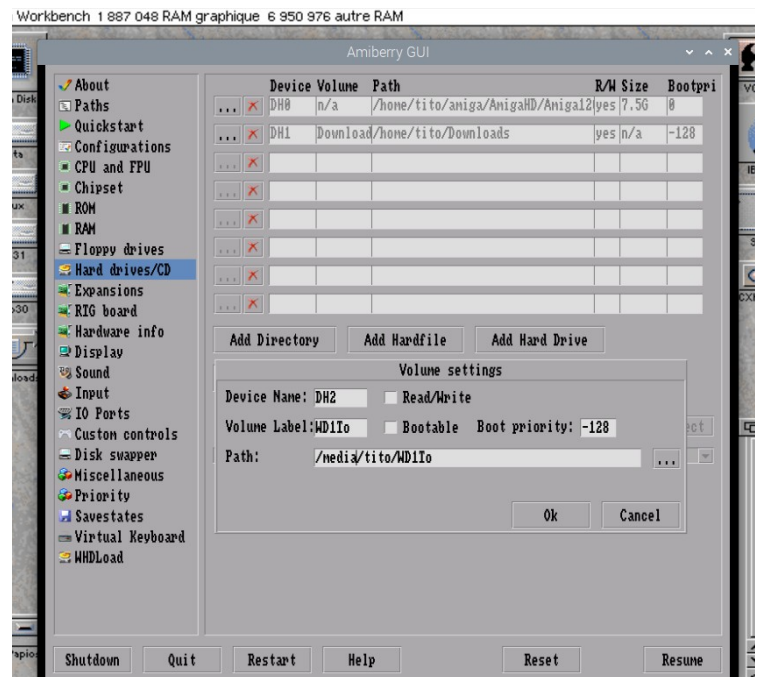 Workbench 1 887 048 RAM graphique 6 950 976 autre RAM
Amiberry GUI
About
Paths
Quickstart
Configurations
CPU and FPU
Chipset
ROM
RAM
Floppy drives
Hard drives/CD
Expansions
RTG board
Hardware info
Display
Sound
Input
IO Ports
Custom controls
Disk swapper
Miscellaneous
Priority
Savestates
Virtual Keyboard
WHDLoad
Device Volume Path R/W Size Bootpri
... DH0 n/a /home/tito/amiga/AmigaHD/Amiga12 yes 7.5G 0
... DH1 Download /home/tito/Downloads yes n/a -128
...
...
...
...
...
...
Add Directory Add Hardfile Add Hard Drive
Volume settings
Device Name: DH2 Read/Write
Volume Label: WD1To Bootable Boot priority: -128
Path: /media/tito/WD1To ...
Ok Cancel
Shutdown Quit Restart Help Reset Resume